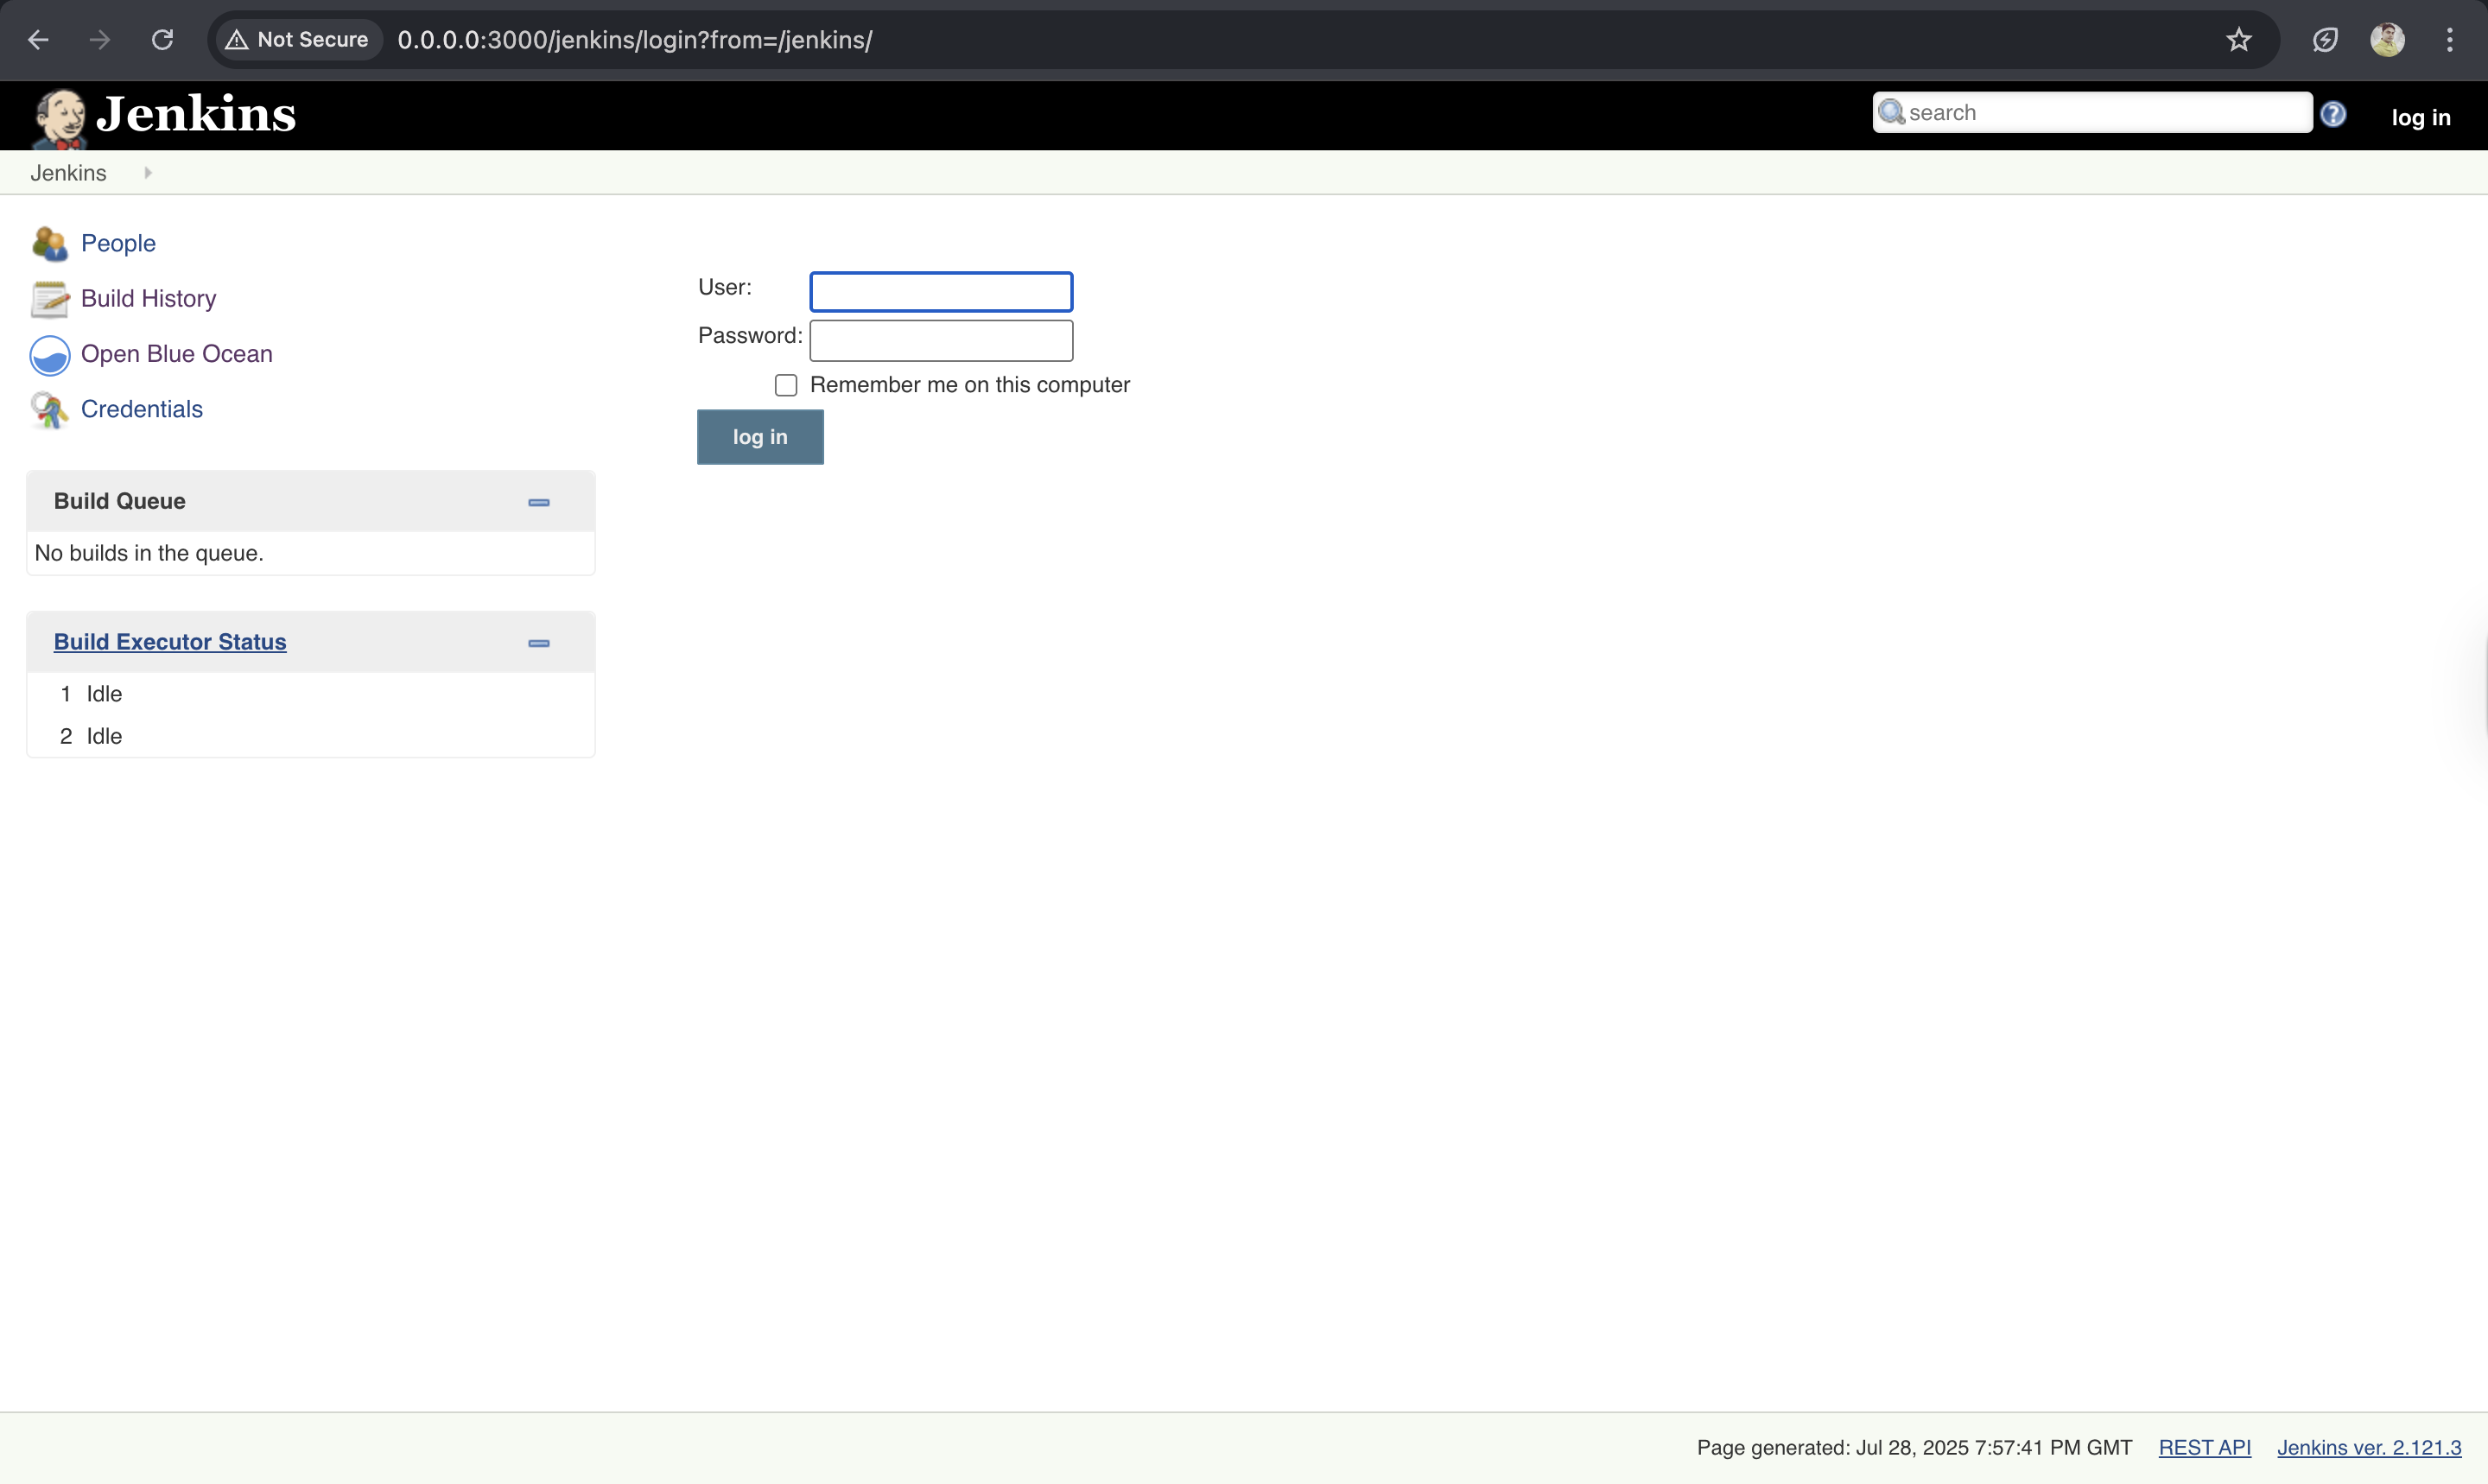 Not Secure 0.0.0.0:3000/jenkins/login?from=/jenkins/
Jenkins
search
log in
Jenkins
People
Build History
Open Blue Ocean
Credentials
User:
Password:
Remember me on this computer
log in
Build Queue
No builds in the queue.
Build Executor Status
1 Idle
2 Idle
Page generated: Jul 28, 2025 7:57:41 PM GMT REST API Jenkins ver. 2.121.3